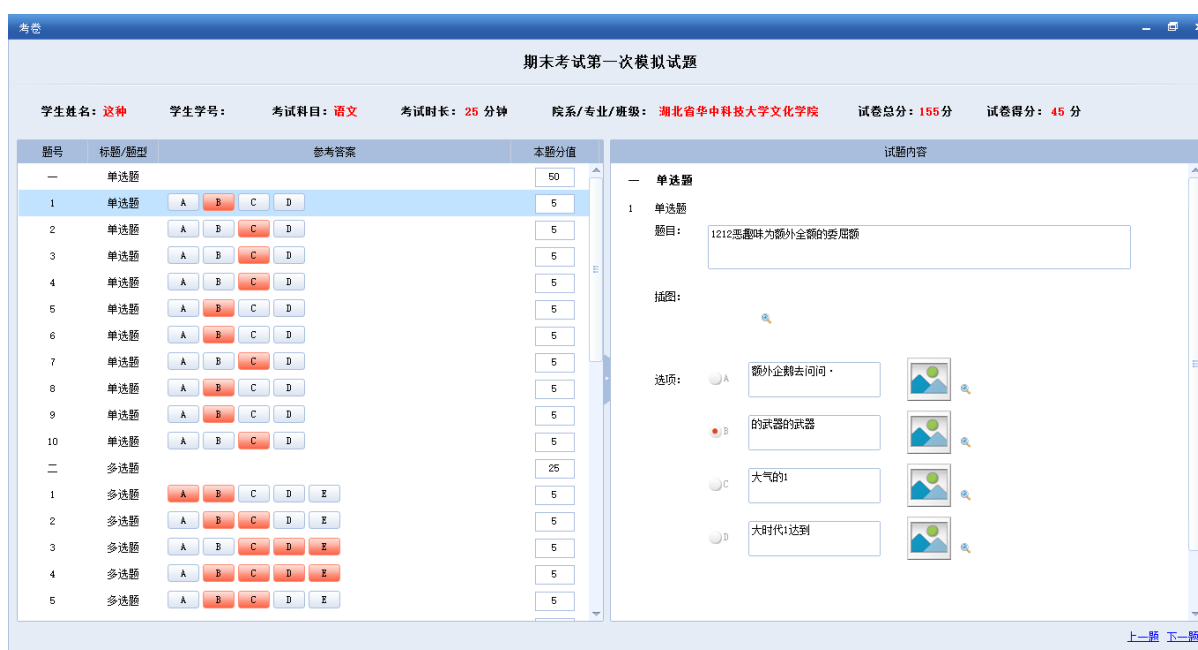 考卷
期末考试第一次模拟试题
学生姓名：这种 学生学号： 考试科目：语文 考试时长：25 分钟 院系/专业/班级：湖北省华中科技大学文化学院 试卷总分：155分 试卷得分：45 分
题号 标题/题型 参考答案 本题分值
一 单选题 50
1 单选题 A B C D 5
2 单选题 A B C D 5
3 单选题 A B C D 5
4 单选题 A B C D 5
5 单选题 A B C D 5
6 单选题 A B C D 5
7 单选题 A B C D 5
8 单选题 A B C D 5
9 单选题 A B C D 5
10 单选题 A B C D 5
二 多选题 25
1 多选题 A B C D E 5
2 多选题 A B C D E 5
3 多选题 A B C D E 5
4 多选题 A B C D E 5
5 多选题 A B C D E 5
试题内容
一 单选题
1 单选题
题目： 1212恶趣味为额外全额的委屈额
插图：
选项： A 额外企鹅去问问·
B 的武器的武器
C 大气的1
D 大时代1达到
上一题 下一题